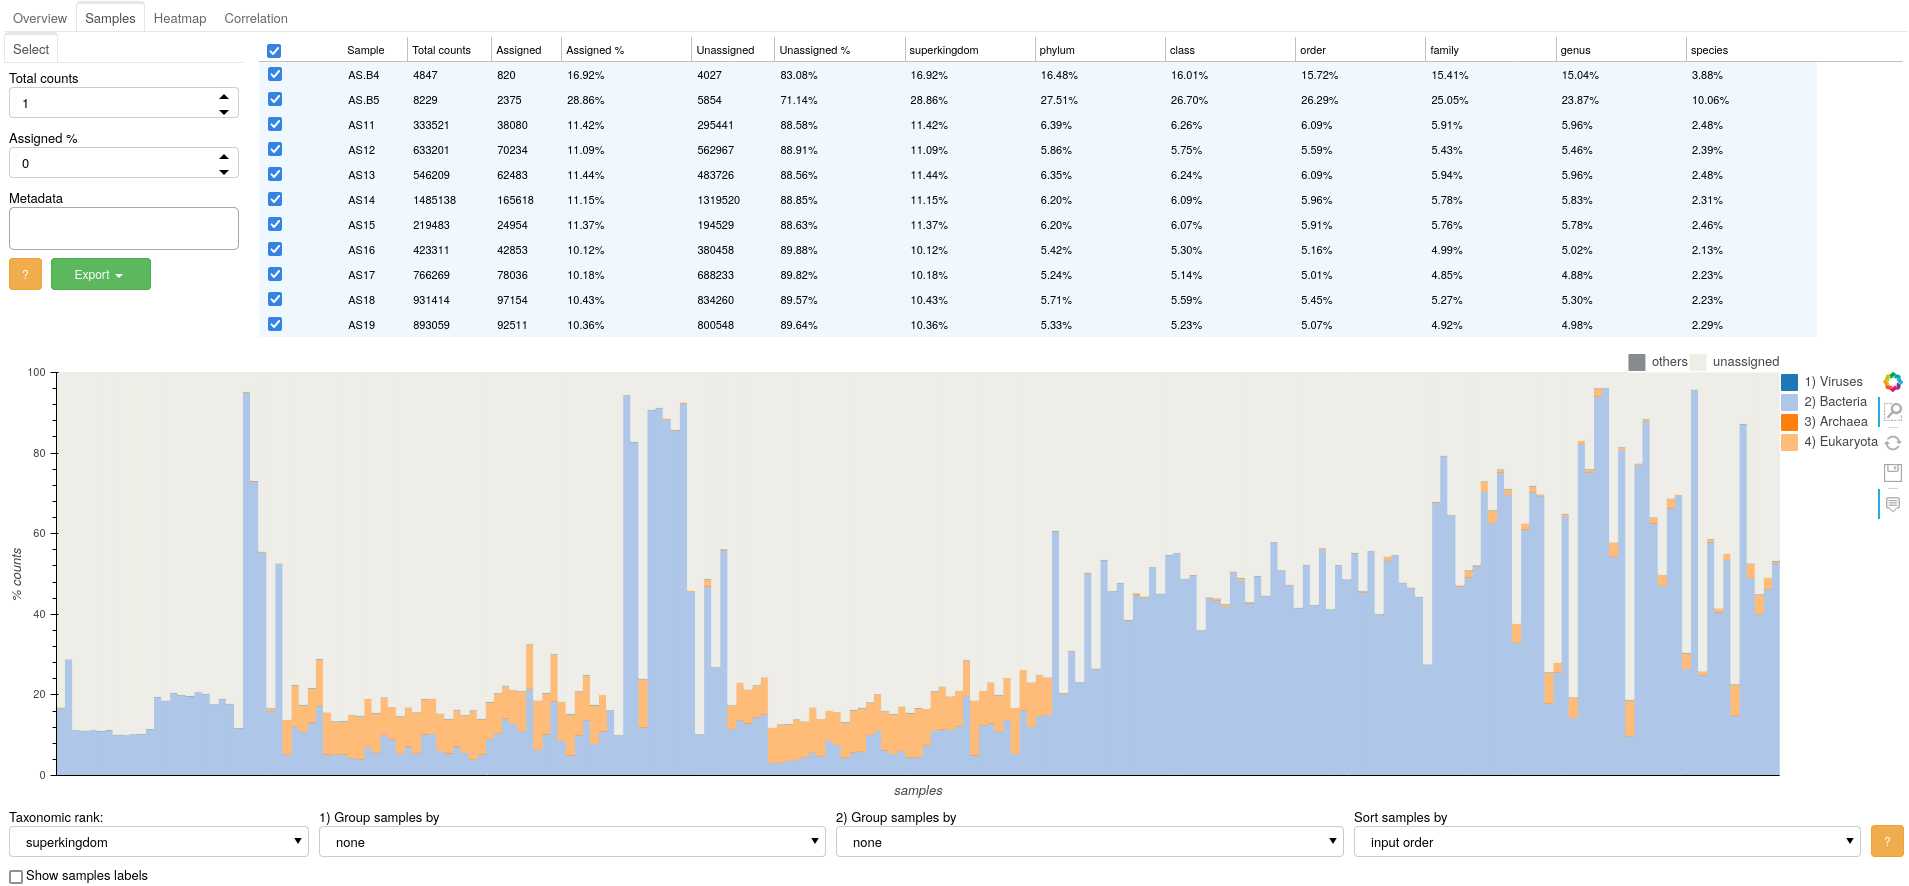 Overview Samples Heatmap Correlation
Select
Total counts
1
Assigned %
0
Metadata
? Export
Sample Total counts Assigned Assigned % Unassigned Unassigned % superkingdom phylum class order family genus species
AS.B4 4847 820 16.92% 4027 83.08% 16.92% 16.48% 16.01% 15.72% 15.41% 15.04% 3.88%
AS.B5 8229 2375 28.86% 5854 71.14% 28.86% 27.51% 26.70% 26.29% 25.05% 23.87% 10.06%
AS11 333521 38080 11.42% 295441 88.58% 11.42% 6.39% 6.26% 6.09% 5.91% 5.96% 2.48%
AS12 633201 70234 11.09% 562967 88.91% 11.09% 5.86% 5.75% 5.59% 5.43% 5.46% 2.39%
AS13 546209 62483 11.44% 483726 88.56% 11.44% 6.35% 6.24% 6.09% 5.94% 5.96% 2.48%
AS14 1485138 165618 11.15% 1319520 88.85% 11.15% 6.20% 6.09% 5.96% 5.78% 5.83% 2.31%
AS15 219483 24954 11.37% 194529 88.63% 11.37% 6.20% 6.07% 5.91% 5.76% 5.78% 2.46%
AS16 423311 42853 10.12% 380458 89.88% 10.12% 5.42% 5.30% 5.16% 4.99% 5.02% 2.13%
AS17 766269 78036 10.18% 688233 89.82% 10.18% 5.24% 5.14% 5.01% 4.85% 4.88% 2.23%
AS18 931414 97154 10.43% 834260 89.57% 10.43% 5.71% 5.59% 5.45% 5.27% 5.30% 2.23%
AS19 893059 92511 10.36% 800548 89.64% 10.36% 5.33% 5.23% 5.07% 4.92% 4.98% 2.29%
others unassigned
1) Viruses
2) Bacteria
3) Archaea
4) Eukaryota
100
80
60
40
20
0
% counts
samples
Taxonomic rank: 1) Group samples by 2) Group samples by Sort samples by
superkingdom none none input order ?
Show samples labels